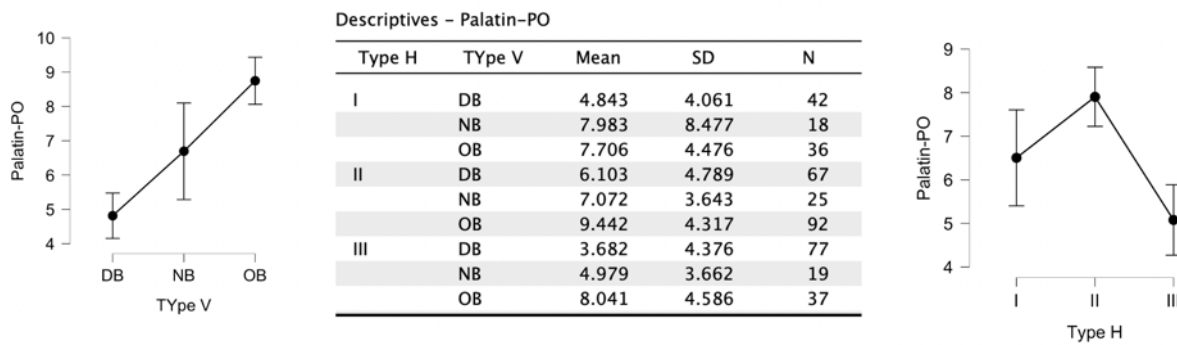 Palatin-PO
10
9
8
7
6
5
4
DB NB OB
TYpe V
Descriptives – Palatin-PO
Type H TYpe V Mean SD N
I DB 4.843 4.061 42
NB 7.983 8.477 18
OB 7.706 4.476 36
II DB 6.103 4.789 67
NB 7.072 3.643 25
OB 9.442 4.317 92
III DB 3.682 4.376 77
NB 4.979 3.662 19
OB 8.041 4.586 37
Palatin-PO
9
8
7
6
5
4
I II III
Type H